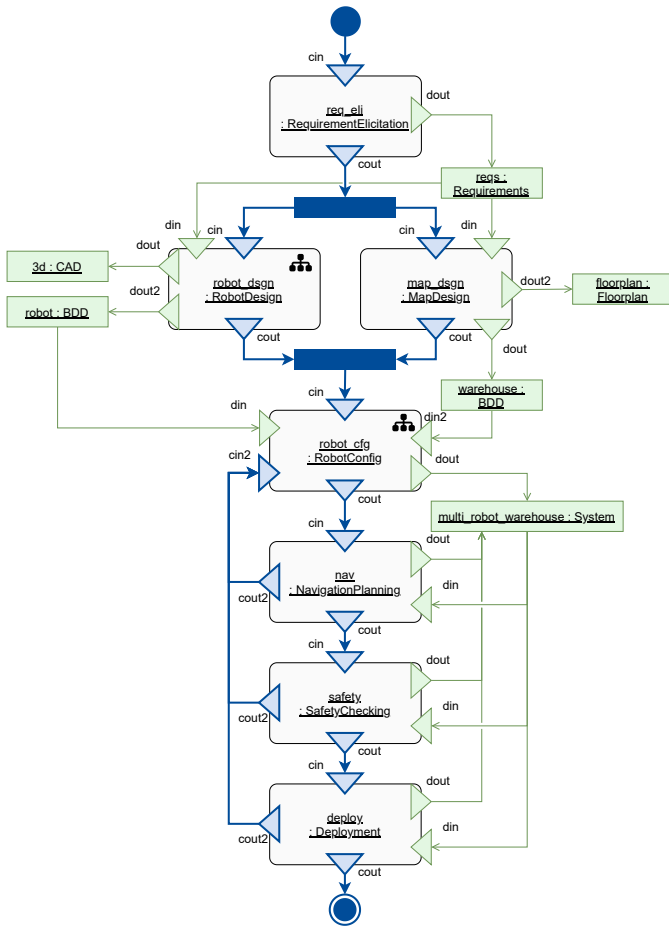 cin
req_eli
: RequirementElicitation
dout
cout
reqs :
Requirements
din
cin
cin
din
dout
3d : CAD
robot_dsgn
: RobotDesign
map_dsgn
: MapDesign
dout2
floorplan :
Floorplan
dout2
robot : BDD
cout
cout
dout
cin
warehouse :
BDD
din
din2
robot_cfg
: RobotConfig
cin2
dout
cout
multi_robot_warehouse : System
cin
dout
nav
: NavigationPlanning
din
cout2
cout
cin
dout
safety
: SafetyChecking
din
cout2
cout
cin
dout
deploy
: Deployment
din
cout2
cout